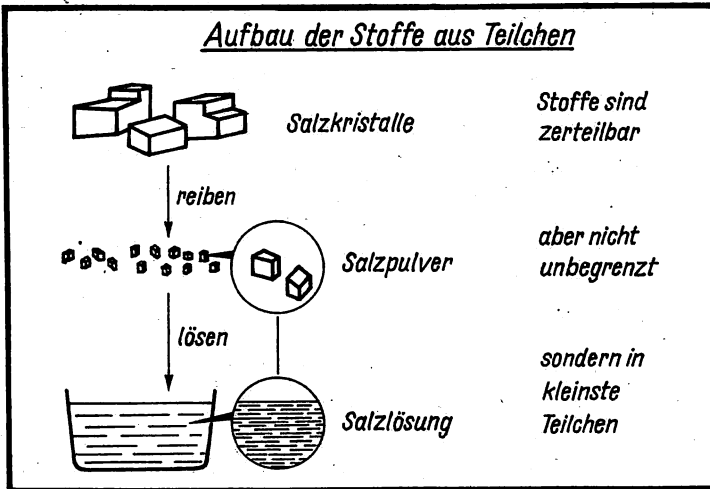 Aufbau der Stoffe aus Teilchen
Salzkristalle
Stoffe sind
zerteilbar
reiben
Salzpulver
aber nicht
unbegrenzt
lösen
Salzlösung
sondern in
kleinste
Teilchen